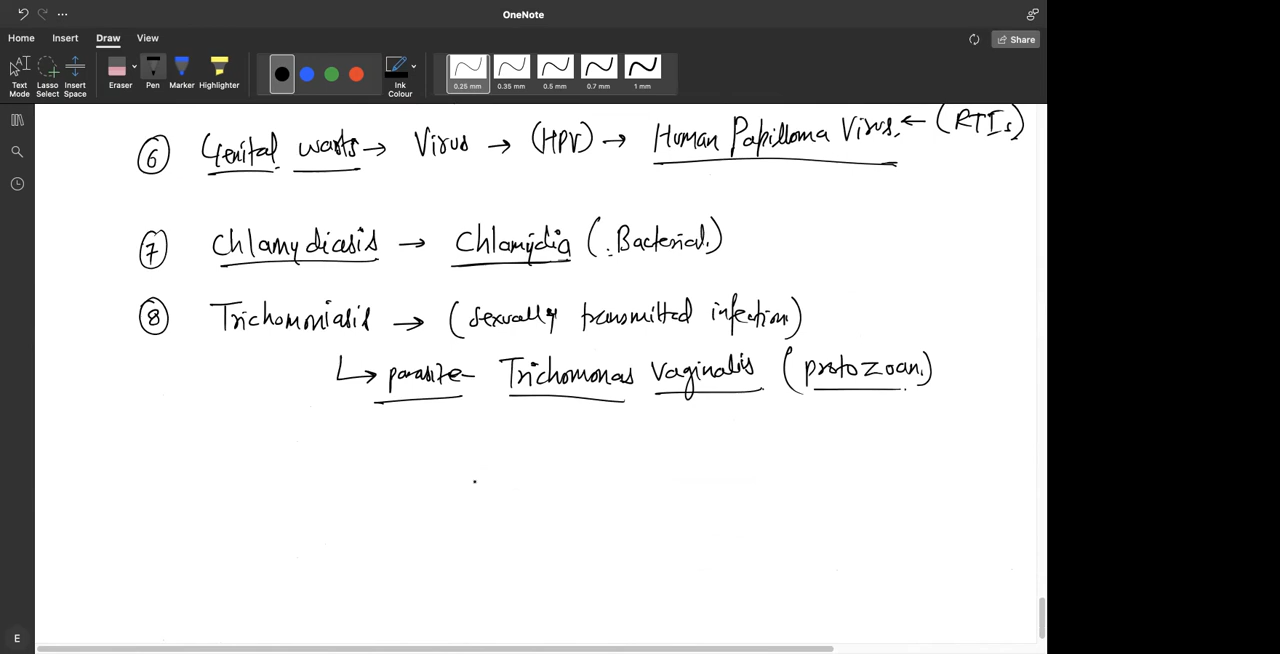 OneNote
Home Insert Draw View
Share
Text Mode Lasso Select Insert Space Eraser Pen Marker Highlighter Ink Colour 0.25 mm 0.35 mm 0.5 mm 0.7 mm 1 mm
⑥ Genital warts → Virus → (HPV) → Human Papilloma Virus. ← (RTIs)
⑦ Chlamydiasis → Chlamydia (Bacterial.)
⑧ Trichomoniasis → (sexually transmitted infection.)
↳ parasite - Trichomonas vaginalis (protozoan.)
E